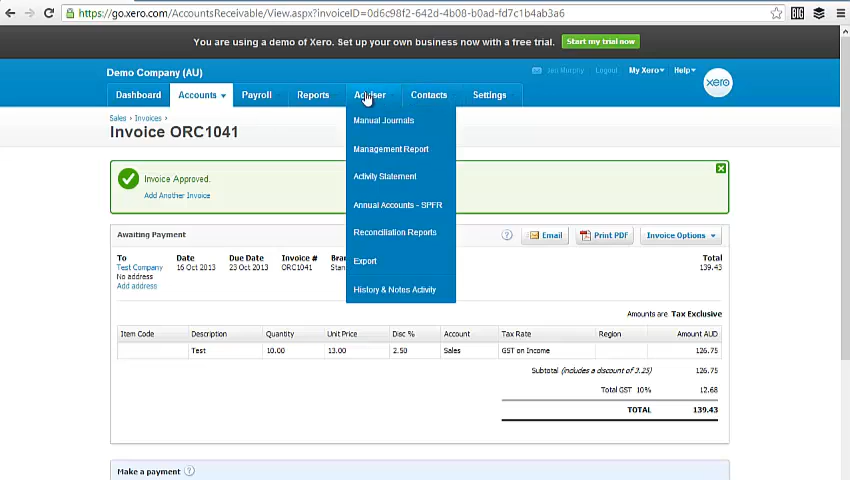 https://go.xero.com/AccountsReceivable/View.aspx?invoiceID=0d6c98f2-642d-4b08-b0ad-fd7c1b4ab3a6
You are using a demo of Xero. Set up your own business now with a free trial. Start my trial now
Demo Company (AU)
Jen Murphy Logout My Xero Help
xero
Dashboard Accounts Payroll Reports Adviser Contacts Settings
Sales › Invoices ›
Invoice ORC1041
Manual Journals
Management Report
Activity Statement
Annual Accounts - SPFR
Reconciliation Reports
Export
History & Notes Activity
Invoice Approved.
Add Another Invoice
Awaiting Payment ? Email Print PDF Invoice Options
To Date Due Date Invoice # Total
Test Company 16 Oct 2013 23 Oct 2013 ORC1041 139.43
No address
Add address
Amounts are Tax Exclusive
Item Code Description Quantity Unit Price Disc % Account Tax Rate Region Amount AUD
Test 10.00 13.00 2.50 Sales GST on Income 126.75
Subtotal (includes a discount of 3.25) 126.75
Total GST 10% 12.68
TOTAL 139.43
Make a payment ?